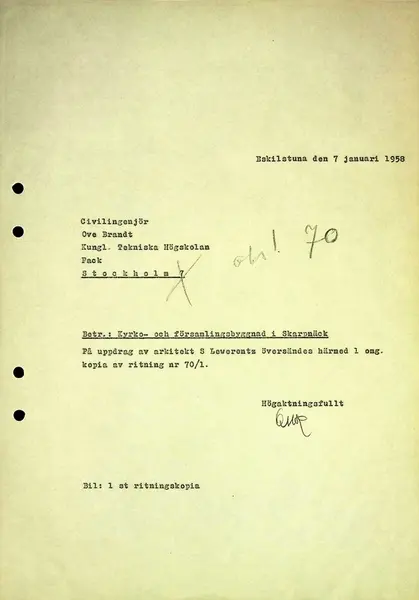 Eskilstuna den 7 januari 1958
Civilingenjör
Ove Brandt
Kungl. Tekniska Högskolan
Fack
Stockholm 7
obs! 70
Betr.: Kyrko- och församlingsbyggnad i Skarpnäck
På uppdrag av arkitekt S Lewerentz översändes härmed 1 omg.
kopia av ritning nr 70/1.
Högaktningsfullt
Bil: 1 st ritningskopia